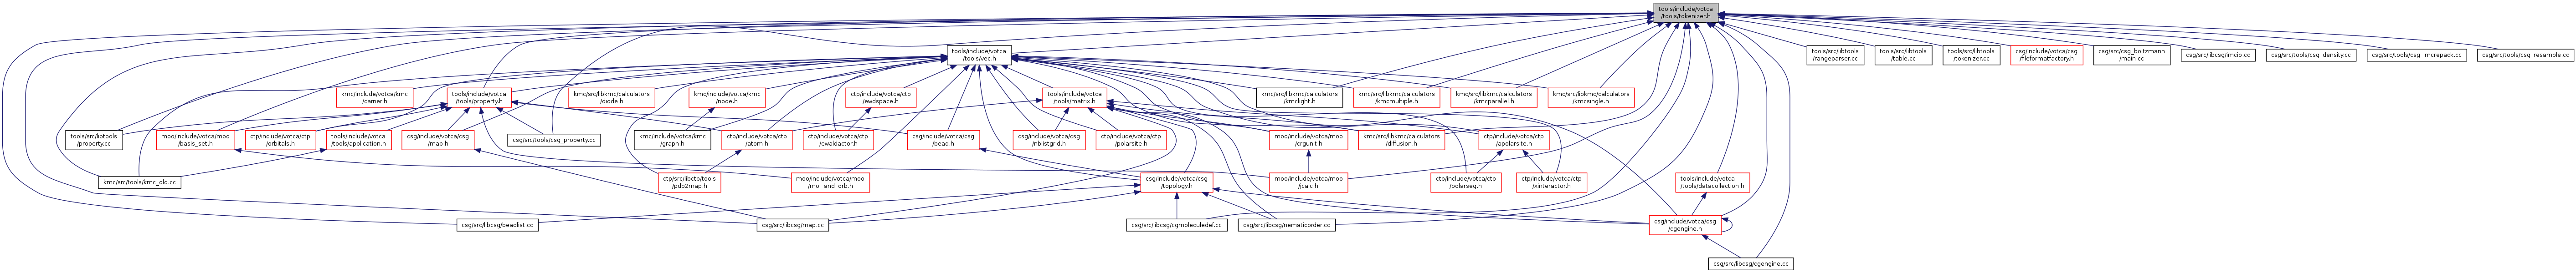 tools/include/votca
/tools/tokenizer.h
tools/include/votca
/tools/vec.h
tools/src/libtools
/rangeparser.cc
tools/src/libtools
/table.cc
tools/src/libtools
/tokenizer.cc
csg/include/votca/csg
/fileformatfactory.h
csg/src/csg_boltzmann
/main.cc
csg/src/libcsg/imcio.cc
csg/src/tools/csg_density.cc
csg/src/tools/csg_imcrepack.cc
csg/src/tools/csg_resample.cc
kmc/include/votca/kmc
/carrier.h
tools/include/votca
/tools/property.h
kmc/src/libkmc/calculators
/diode.h
kmc/include/votca/kmc
/node.h
ctp/include/votca/ctp
/ewdspace.h
tools/include/votca
/tools/matrix.h
kmc/src/libkmc/calculators
/kmclight.h
kmc/src/libkmc/calculators
/kmcmultiple.h
kmc/src/libkmc/calculators
/kmcparallel.h
kmc/src/libkmc/calculators
/kmcsingle.h
tools/src/libtools
/property.cc
moo/include/votca/moo
/basis_set.h
ctp/include/votca/ctp
/orbitals.h
tools/include/votca
/tools/application.h
csg/include/votca/csg
/map.h
csg/src/tools/csg_property.cc
kmc/include/votca/kmc
/graph.h
ctp/include/votca/ctp
/atom.h
ctp/include/votca/ctp
/ewaldactor.h
csg/include/votca/csg
/bead.h
csg/include/votca/csg
/nblistgrid.h
ctp/include/votca/ctp
/polarsite.h
moo/include/votca/moo
/crgunit.h
kmc/src/libkmc/calculators
/diffusion.h
ctp/include/votca/ctp
/apolarsite.h
kmc/src/tools/kmc_old.cc
ctp/src/libctp/tools
/pdb2map.h
moo/include/votca/moo
/mol_and_orb.h
csg/include/votca/csg
/topology.h
moo/include/votca/moo
/jcalc.h
ctp/include/votca/ctp
/polarseg.h
ctp/include/votca/ctp
/xinteractor.h
tools/include/votca
/tools/datacollection.h
csg/src/libcsg/beadlist.cc
csg/src/libcsg/map.cc
csg/src/libcsg/cgmoleculedef.cc
csg/src/libcsg/nematicorder.cc
csg/include/votca/csg
/cgengine.h
csg/src/libcsg/cgengine.cc